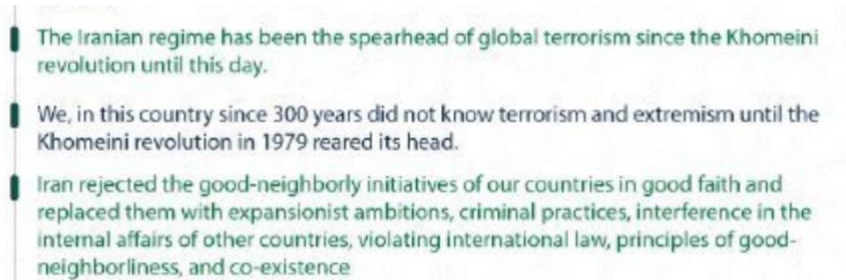 The Iranian regime has been the spearhead of global terrorism since the Khomeini
revolution until this day.
We, in this country since 300 years did not know terrorism and extremism until the
Khomeini revolution in 1979 reared its head.
Iran rejected the good-neighborly initiatives of our countries in good faith and
replaced them with expansionist ambitions, criminal practices, interference in the
internal affairs of other countries, violating international law, principles of good-
neighborliness, and co-existence